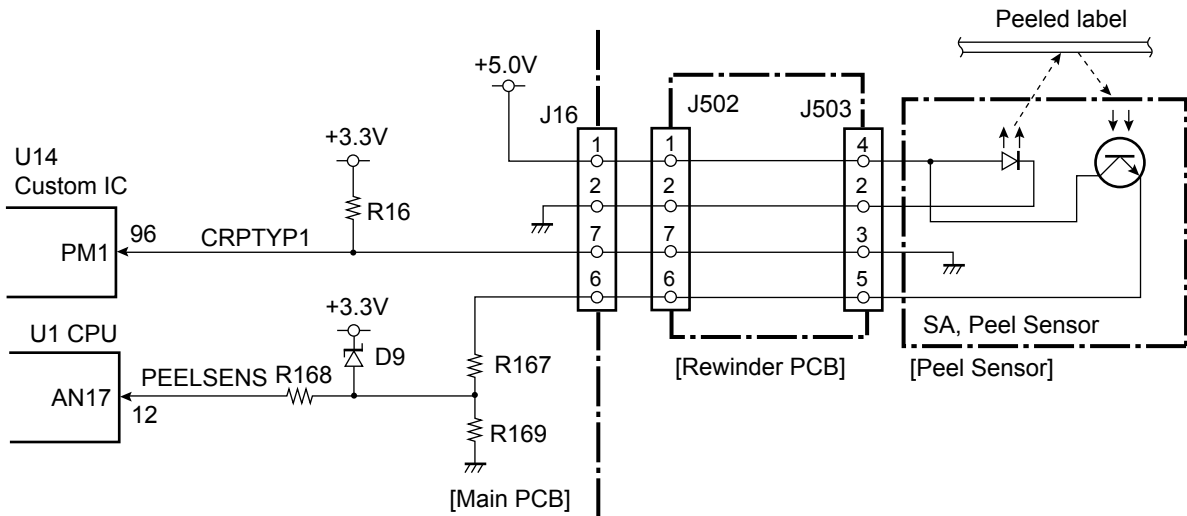 Peeled label
+5.0V
J16
J502
J503
1
2
7
6
1
2
7
6
4
2
3
5
+3.3V
R16
U14
Custom IC
PM1
96
CRPTYP1
+3.3V
D9
U1 CPU
AN17
12
PEELSENS
R168
R167
R169
SA, Peel Sensor
[Rewinder PCB]
[Peel Sensor]
[Main PCB]